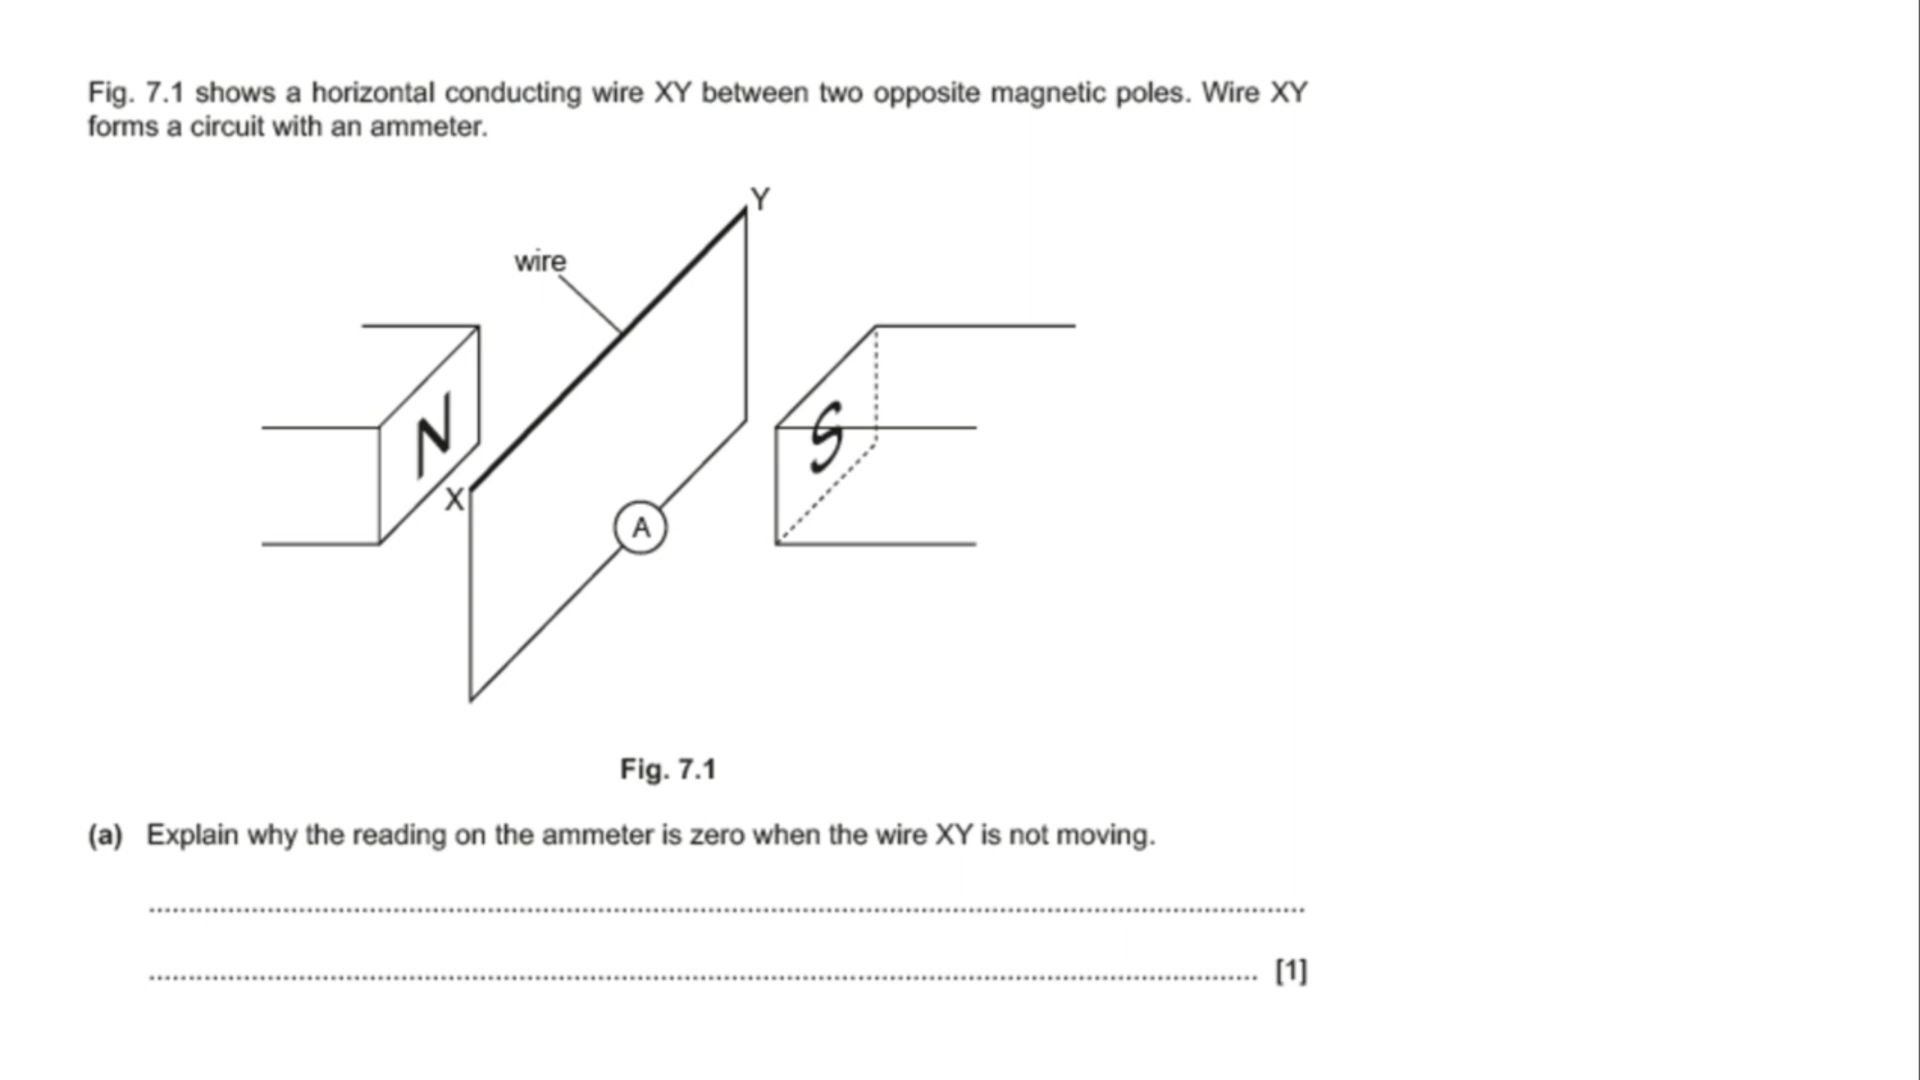 Fig. 7.1 shows a horizontal conducting wire XY between two opposite magnetic poles. Wire XY
forms a circuit with an ammeter.
Y
wire
N
S
X
A
Fig. 7.1
(a) Explain why the reading on the ammeter is zero when the wire XY is not moving.
[1]